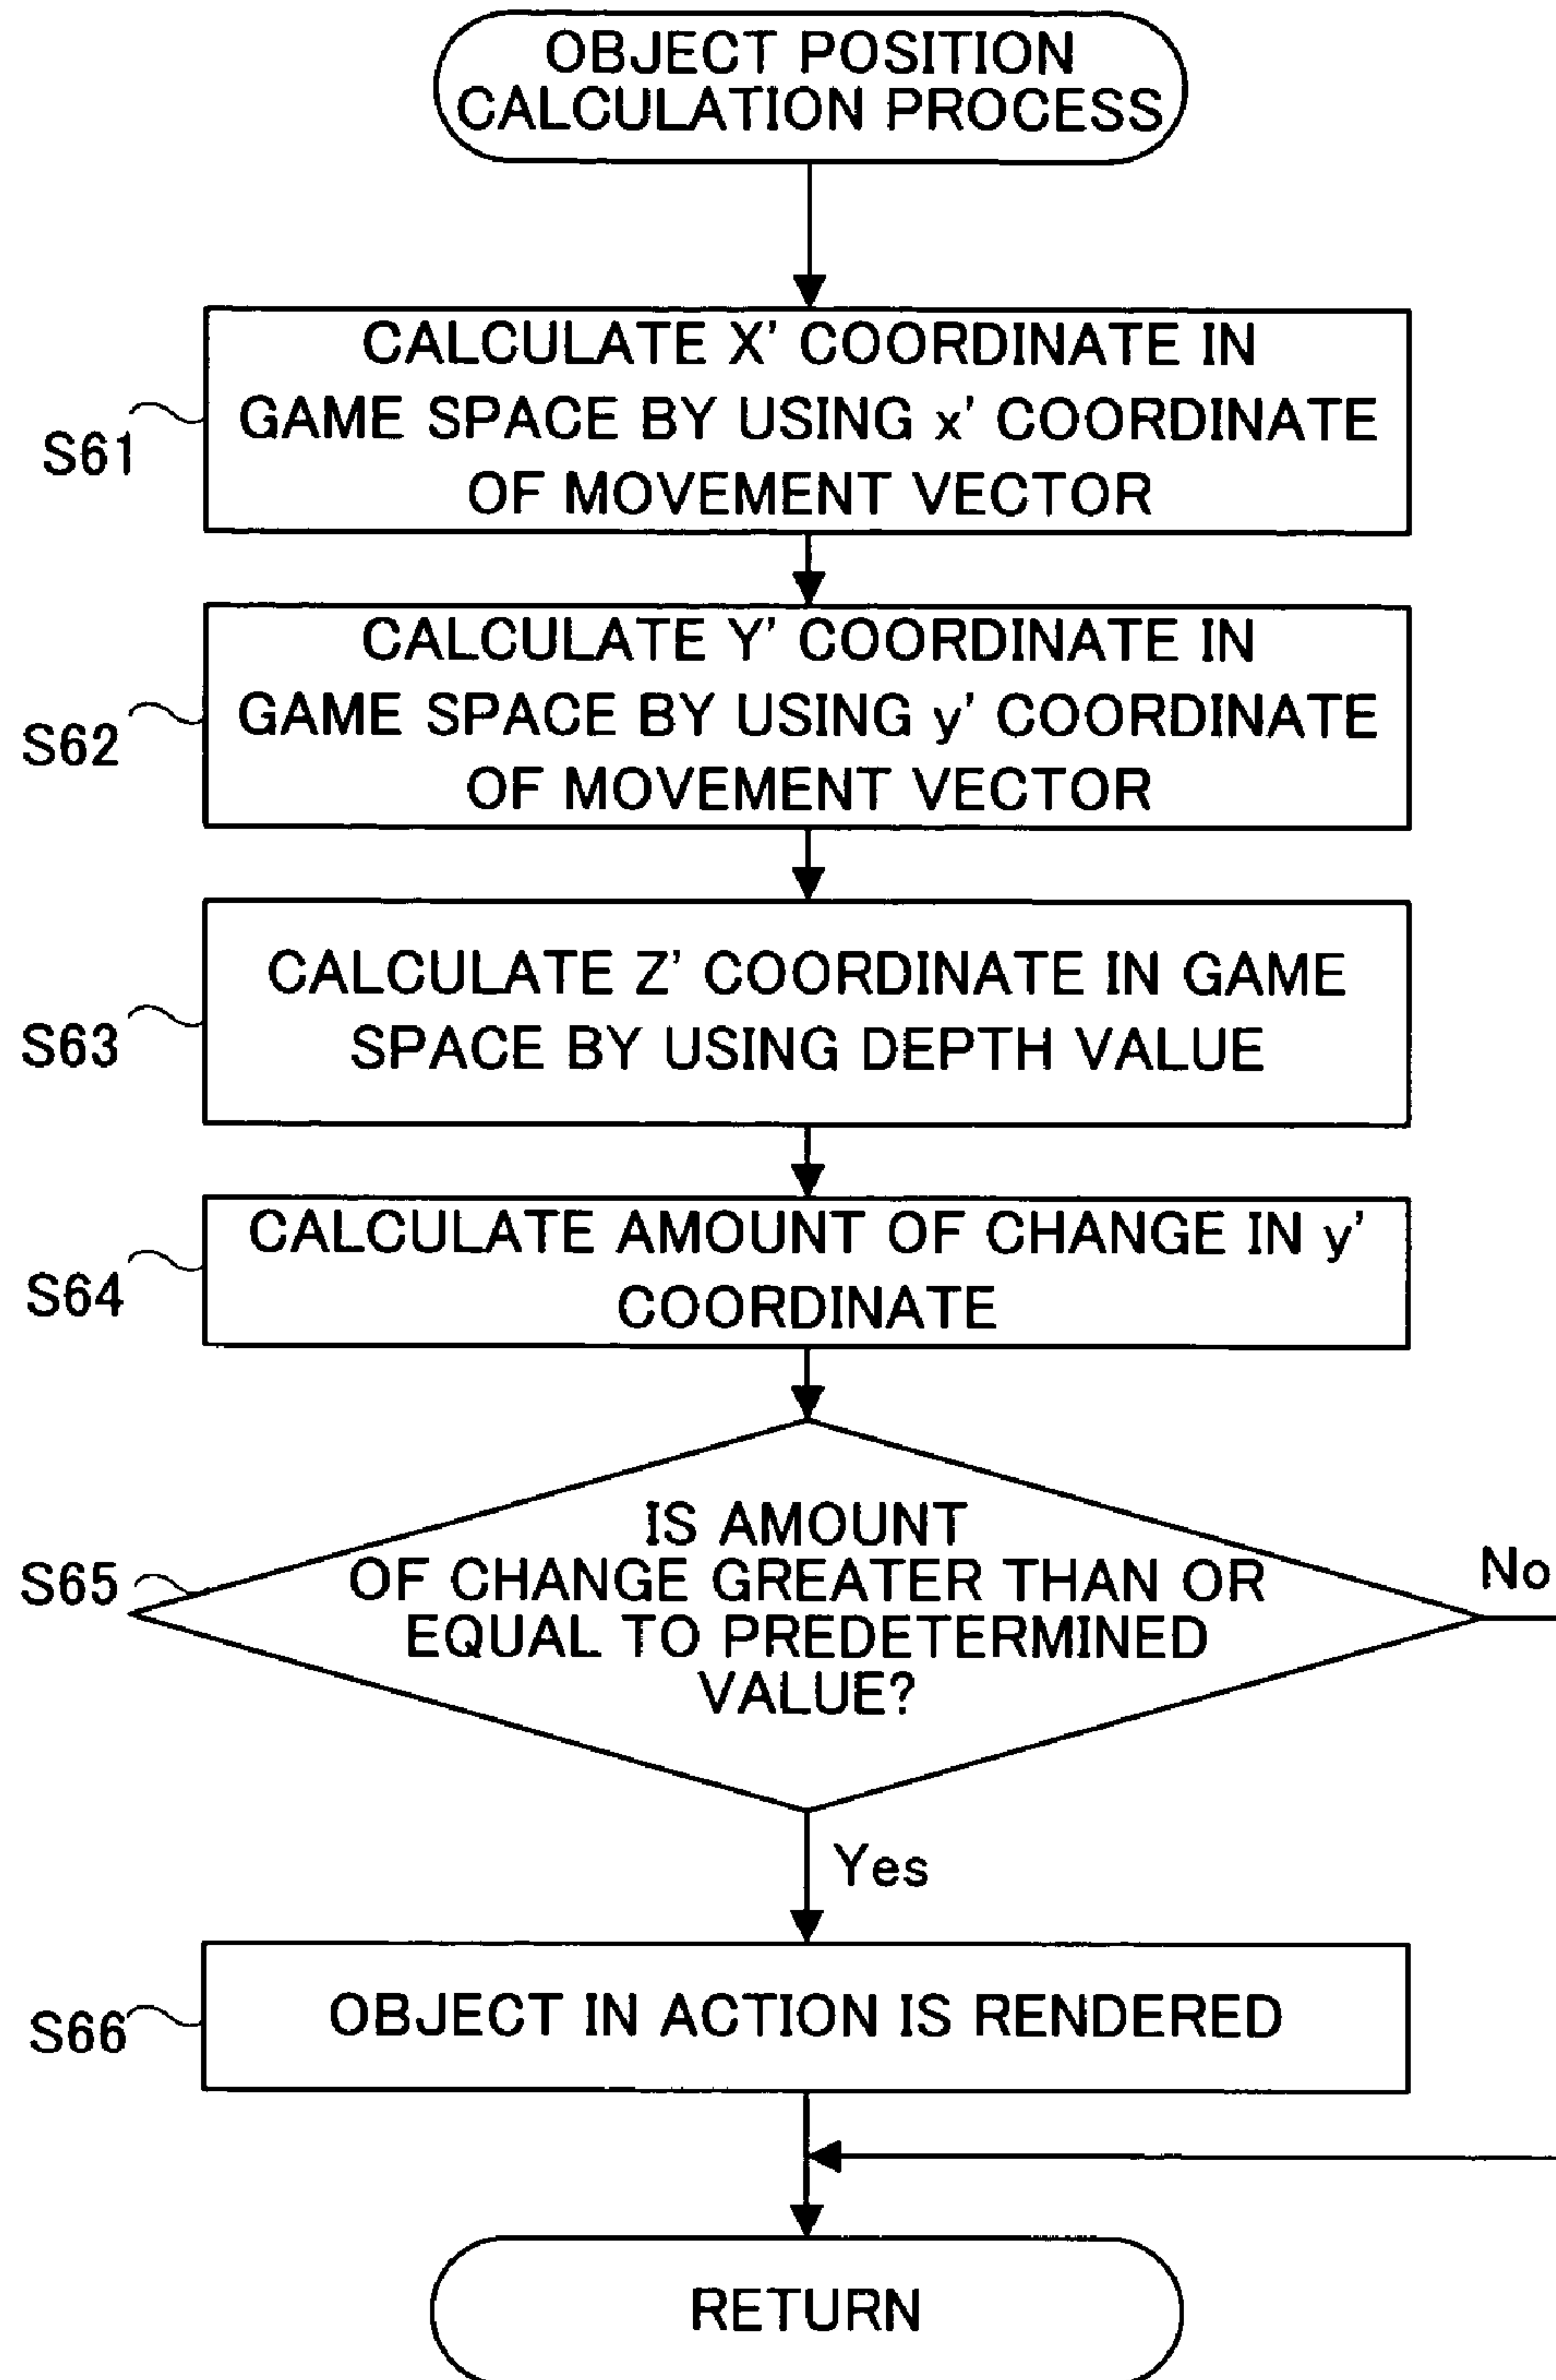 OBJECT POSITION
CALCULATION PROCESS
CALCULATE X' COORDINATE IN
GAME SPACE BY USING x' COORDINATE
OF MOVEMENT VECTOR
S61
CALCULATE Y' COORDINATE IN
GAME SPACE BY USING y' COORDINATE
OF MOVEMENT VECTOR
S62
CALCULATE Z' COORDINATE IN GAME
SPACE BY USING DEPTH VALUE
S63
CALCULATE AMOUNT OF CHANGE IN y'
COORDINATE
S64
IS AMOUNT
OF CHANGE GREATER THAN OR
EQUAL TO PREDETERMINED
VALUE?
S65
No
Yes
OBJECT IN ACTION IS RENDERED
S66
RETURN